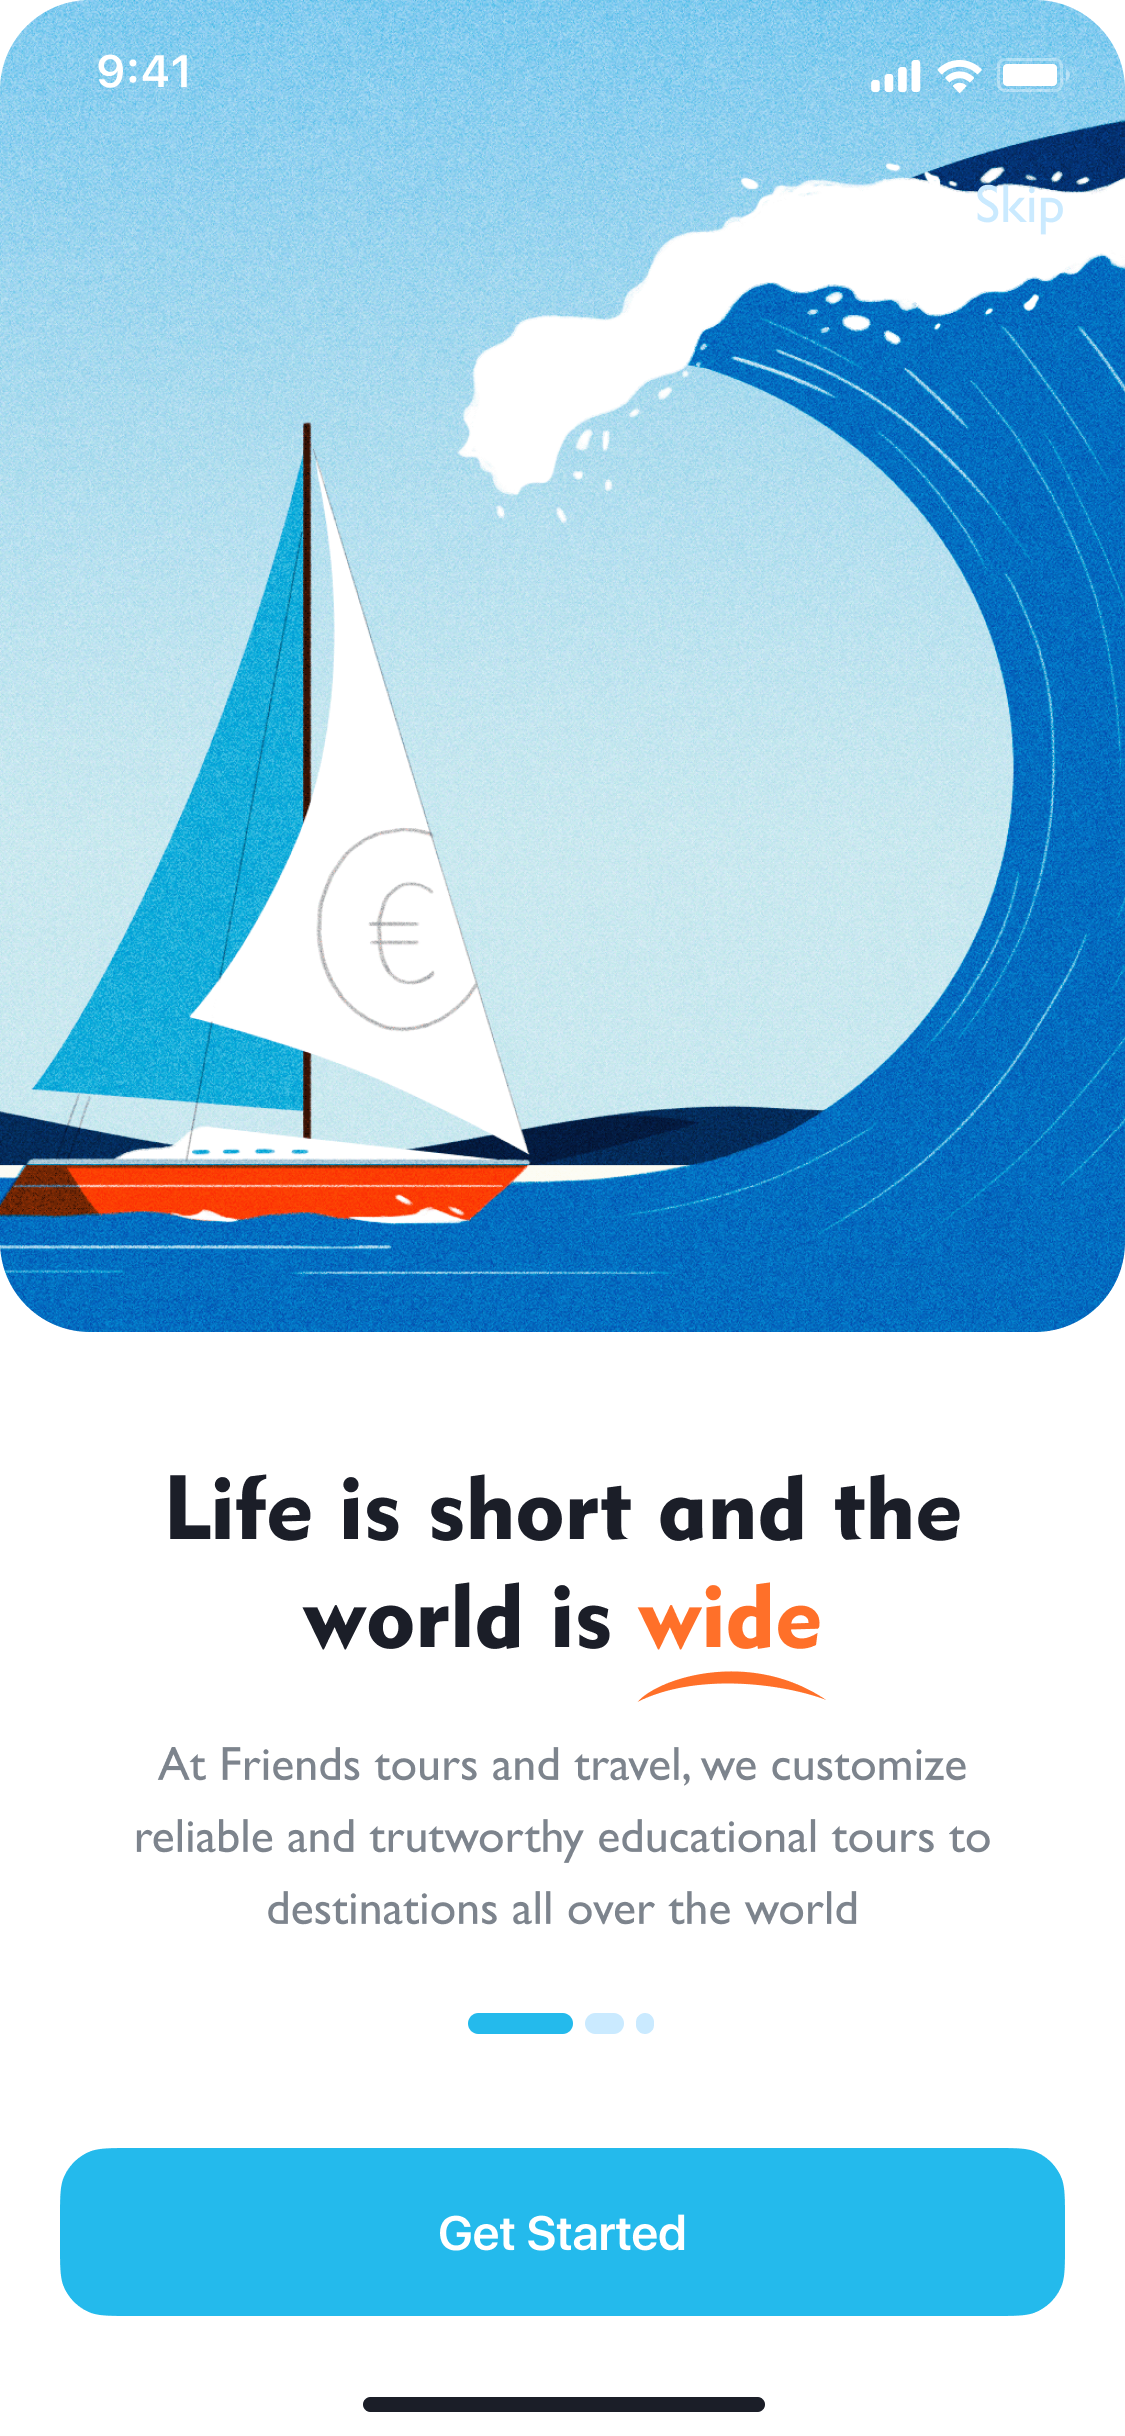 9:41
Skip
€
Life is short and the
world is wide
At Friends tours and travel, we customize
reliable and trutworthy educational tours to
destinations all over the world
Get Started